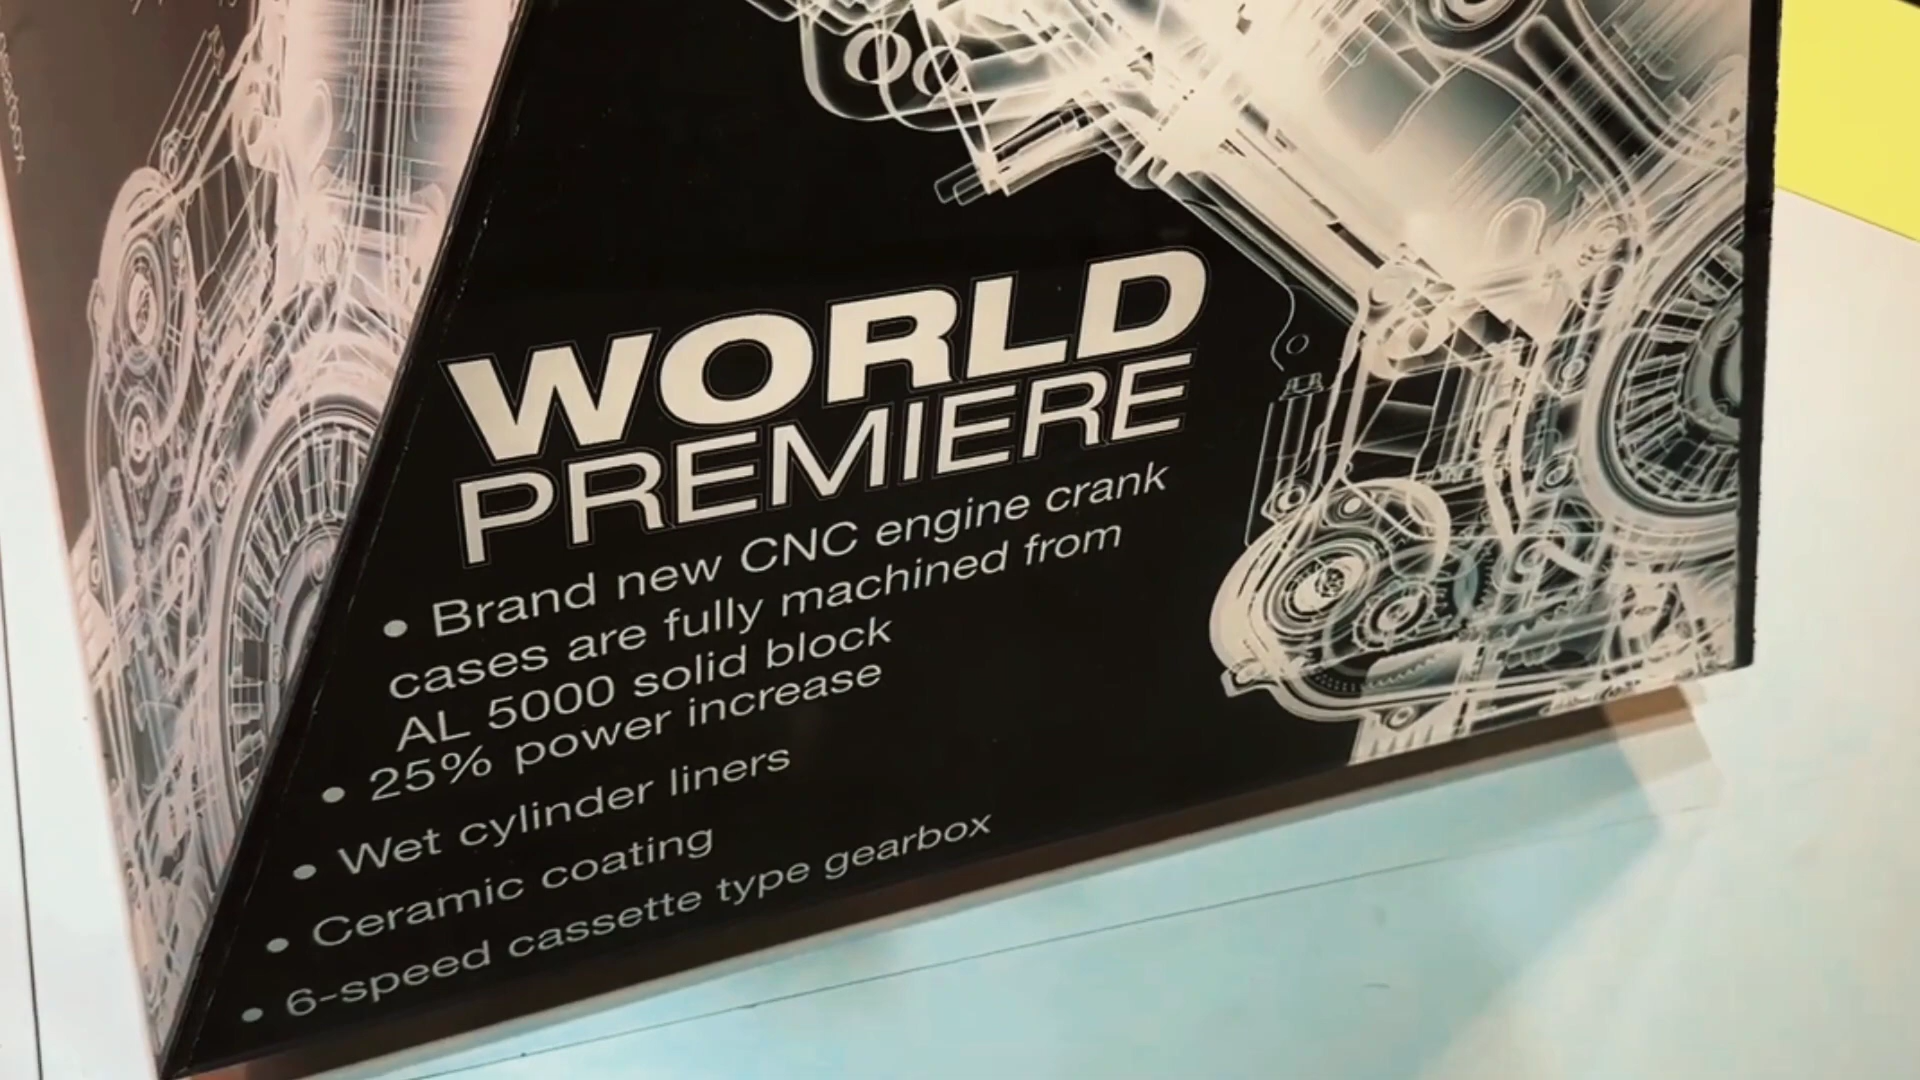 WORLD
PREMIERE
• Brand new CNC engine crank
cases are fully machined from
AL 5000 solid block
• 25% power increase
• Wet cylinder liners
• Ceramic coating
• 6-speed cassette type gearbox